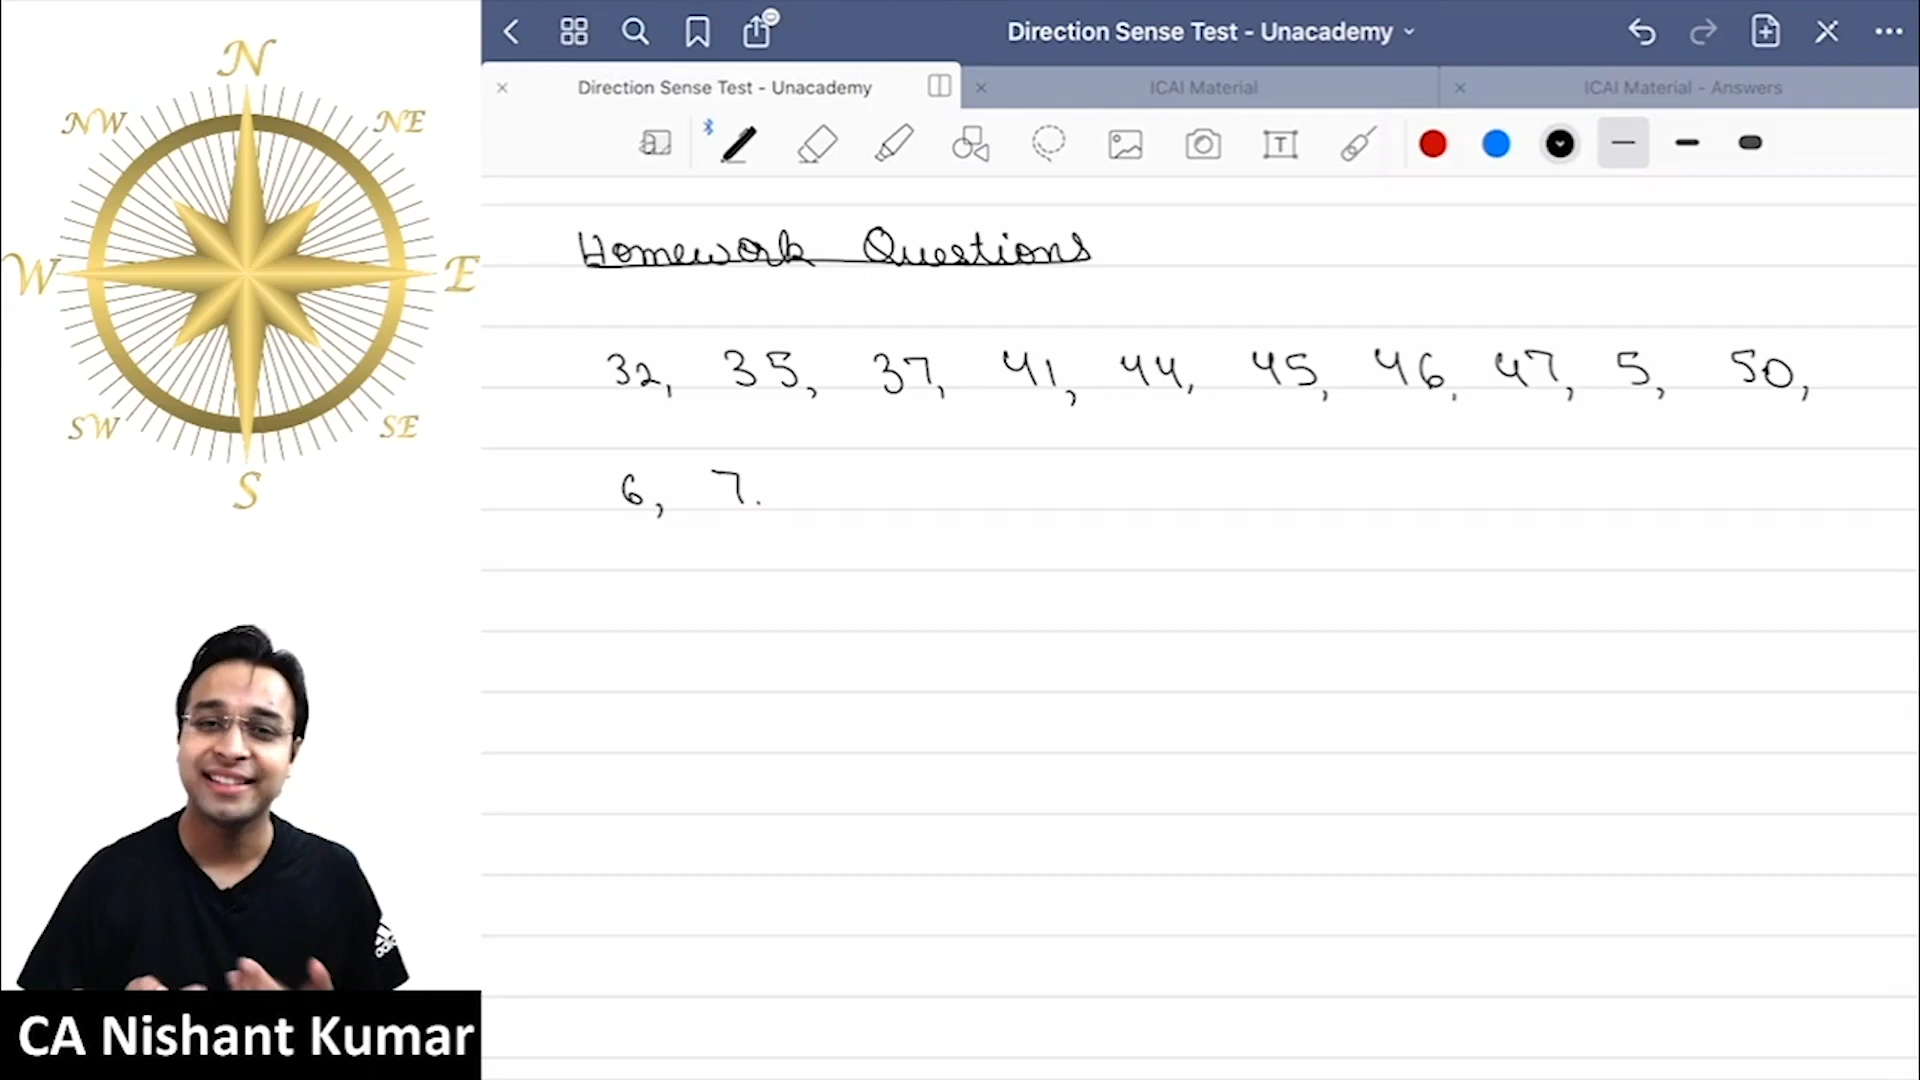 N
NW NE
W E
SW SE
S
CA Nishant Kumar
Direction Sense Test - Unacademy
Direction Sense Test - Unacademy
ICAI Material
ICAI Material - Answers
a
T
Homework Questions
32, 35, 37, 41, 44, 45, 46, 47, 5, 50,
6, 7.